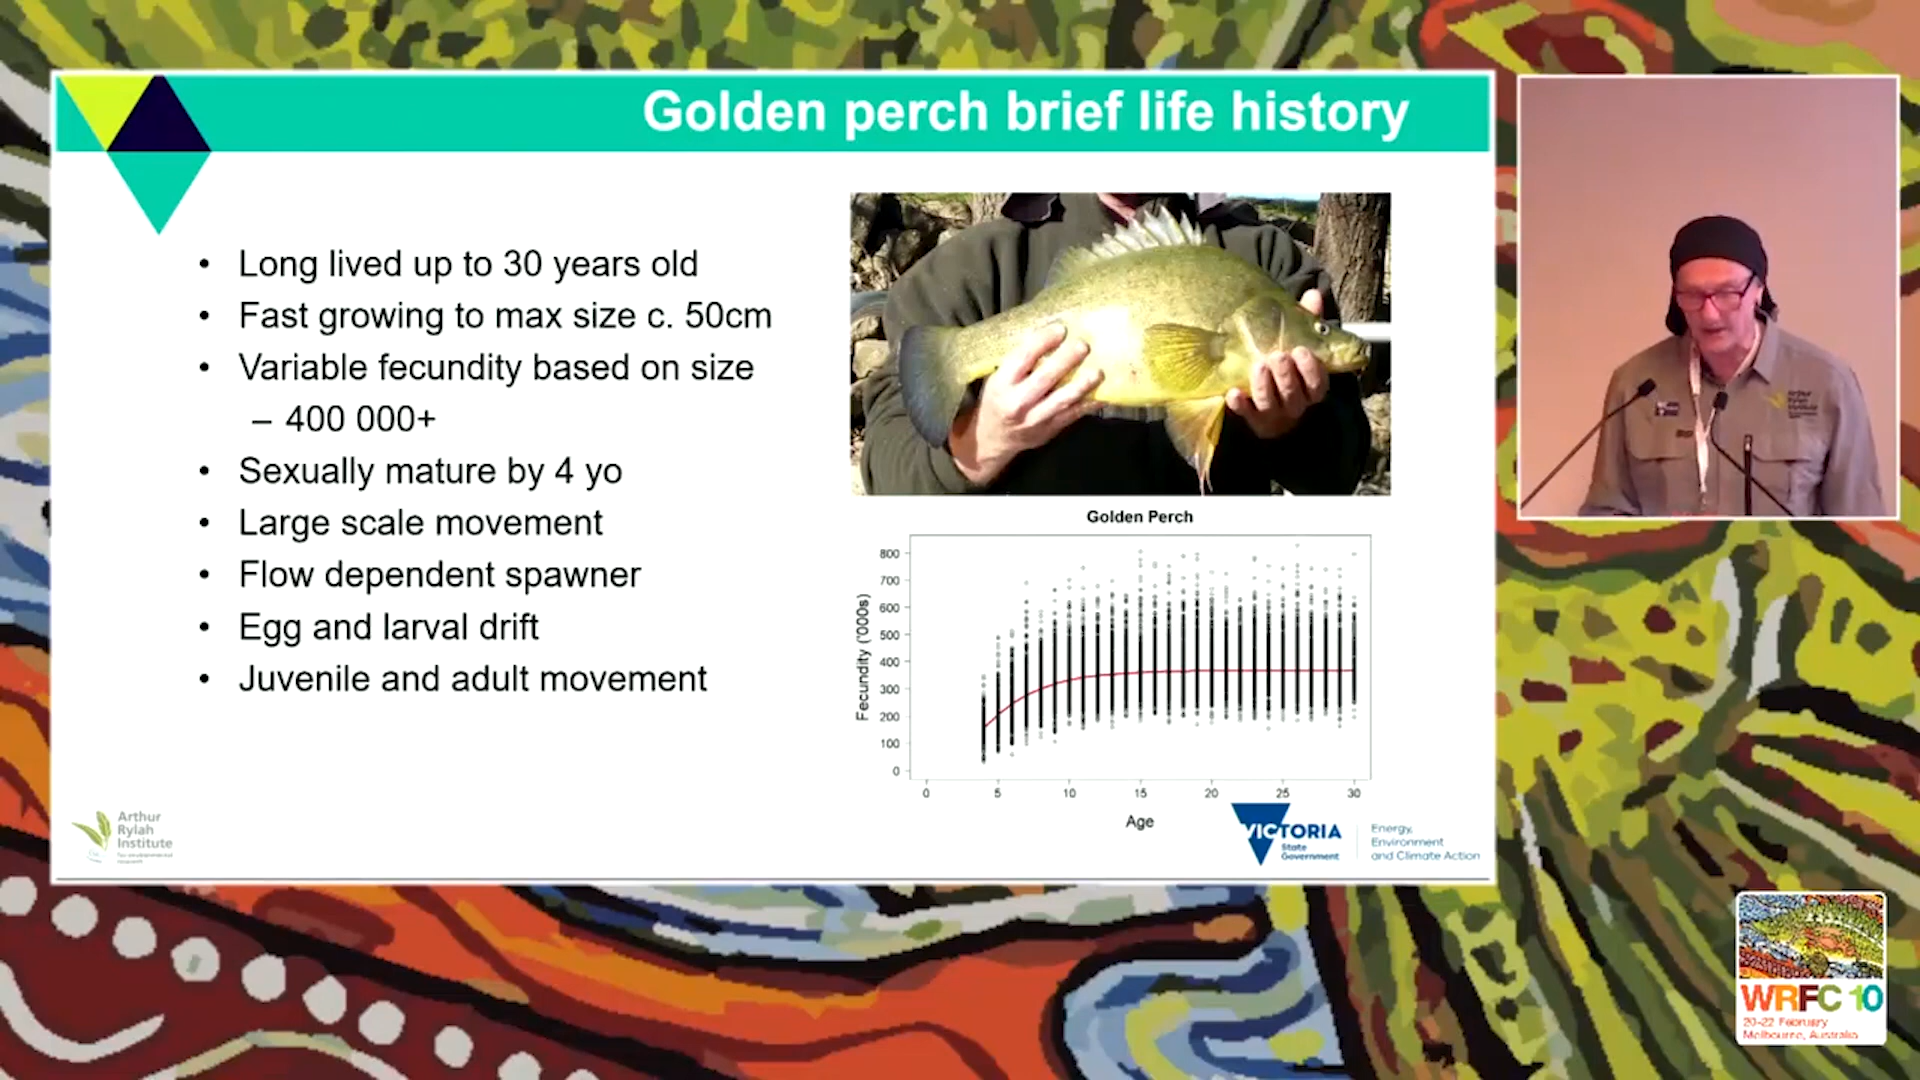 Golden perch brief life history
• Long lived up to 30 years old
• Fast growing to max size c. 50cm
• Variable fecundity based on size
– 400 000+
• Sexually mature by 4 yo
• Large scale movement
• Flow dependent spawner
• Egg and larval drift
• Juvenile and adult movement
Golden Perch
Fecundity ('000s)
800
700
600
500
400
300
200
100
0
0 5 10 15 20 25 30
Age
Arthur
Rylah
Institute
VICTORIA
State
Government
Energy,
Environment
and Climate Action
Arthur
Rylah
Institute
WRFC 10
20-22 February
Melbourne, Australia